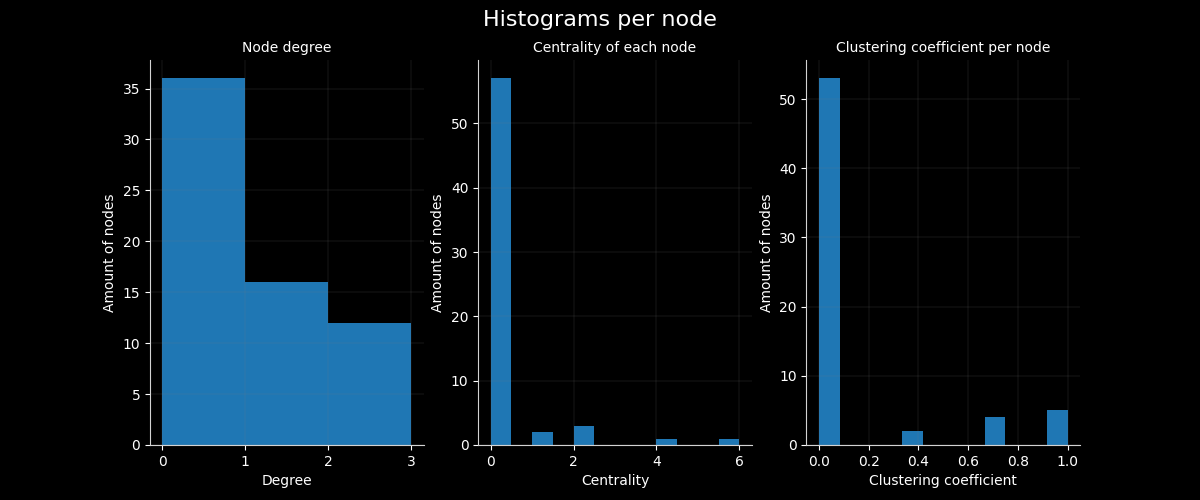 Histograms per node
Node degree
Amount of nodes
35
30
25
20
15
10
5
0
0 1 2 3
Degree
Centrality of each node
Amount of nodes
50
40
30
20
10
0
0 2 4 6
Centrality
Clustering coefficient per node
Amount of nodes
50
40
30
20
10
0
0.0 0.2 0.4 0.6 0.8 1.0
Clustering coefficient